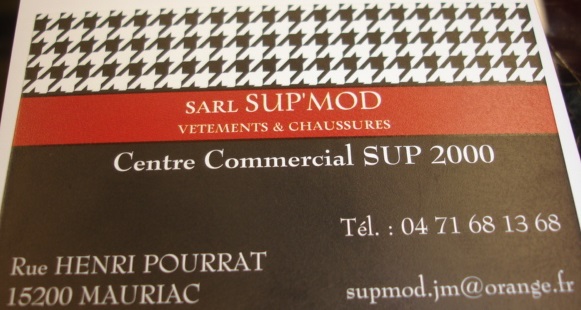 SARL SUP'MOD
VETEMENTS & CHAUSSURES
Centre Commercial SUP 2000
Tél. : 04 71 68 13 68
Rue HENRI POURRAT
15200 MAURIAC
supmod.jm@orange.fr